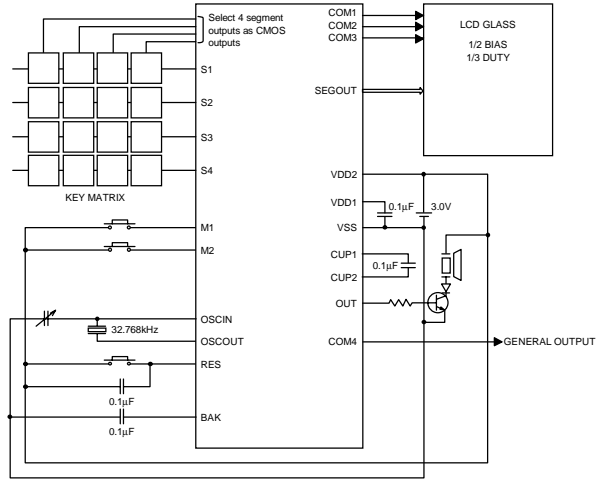 Select 4 segment
outputs as CMOS
outputs
S1
S2
S3
S4
KEY MATRIX
M1
M2
OSCIN
32.768kHz
OSCOUT
RES
0.1µF
BAK
0.1µF
COM1
COM2
COM3
SEGOUT
VDD2
VDD1
VSS
CUP1
CUP2
OUT
COM4
LCD GLASS
1/2 BIAS
1/3 DUTY
0.1µF
3.0V
0.1µF
GENERAL OUTPUT